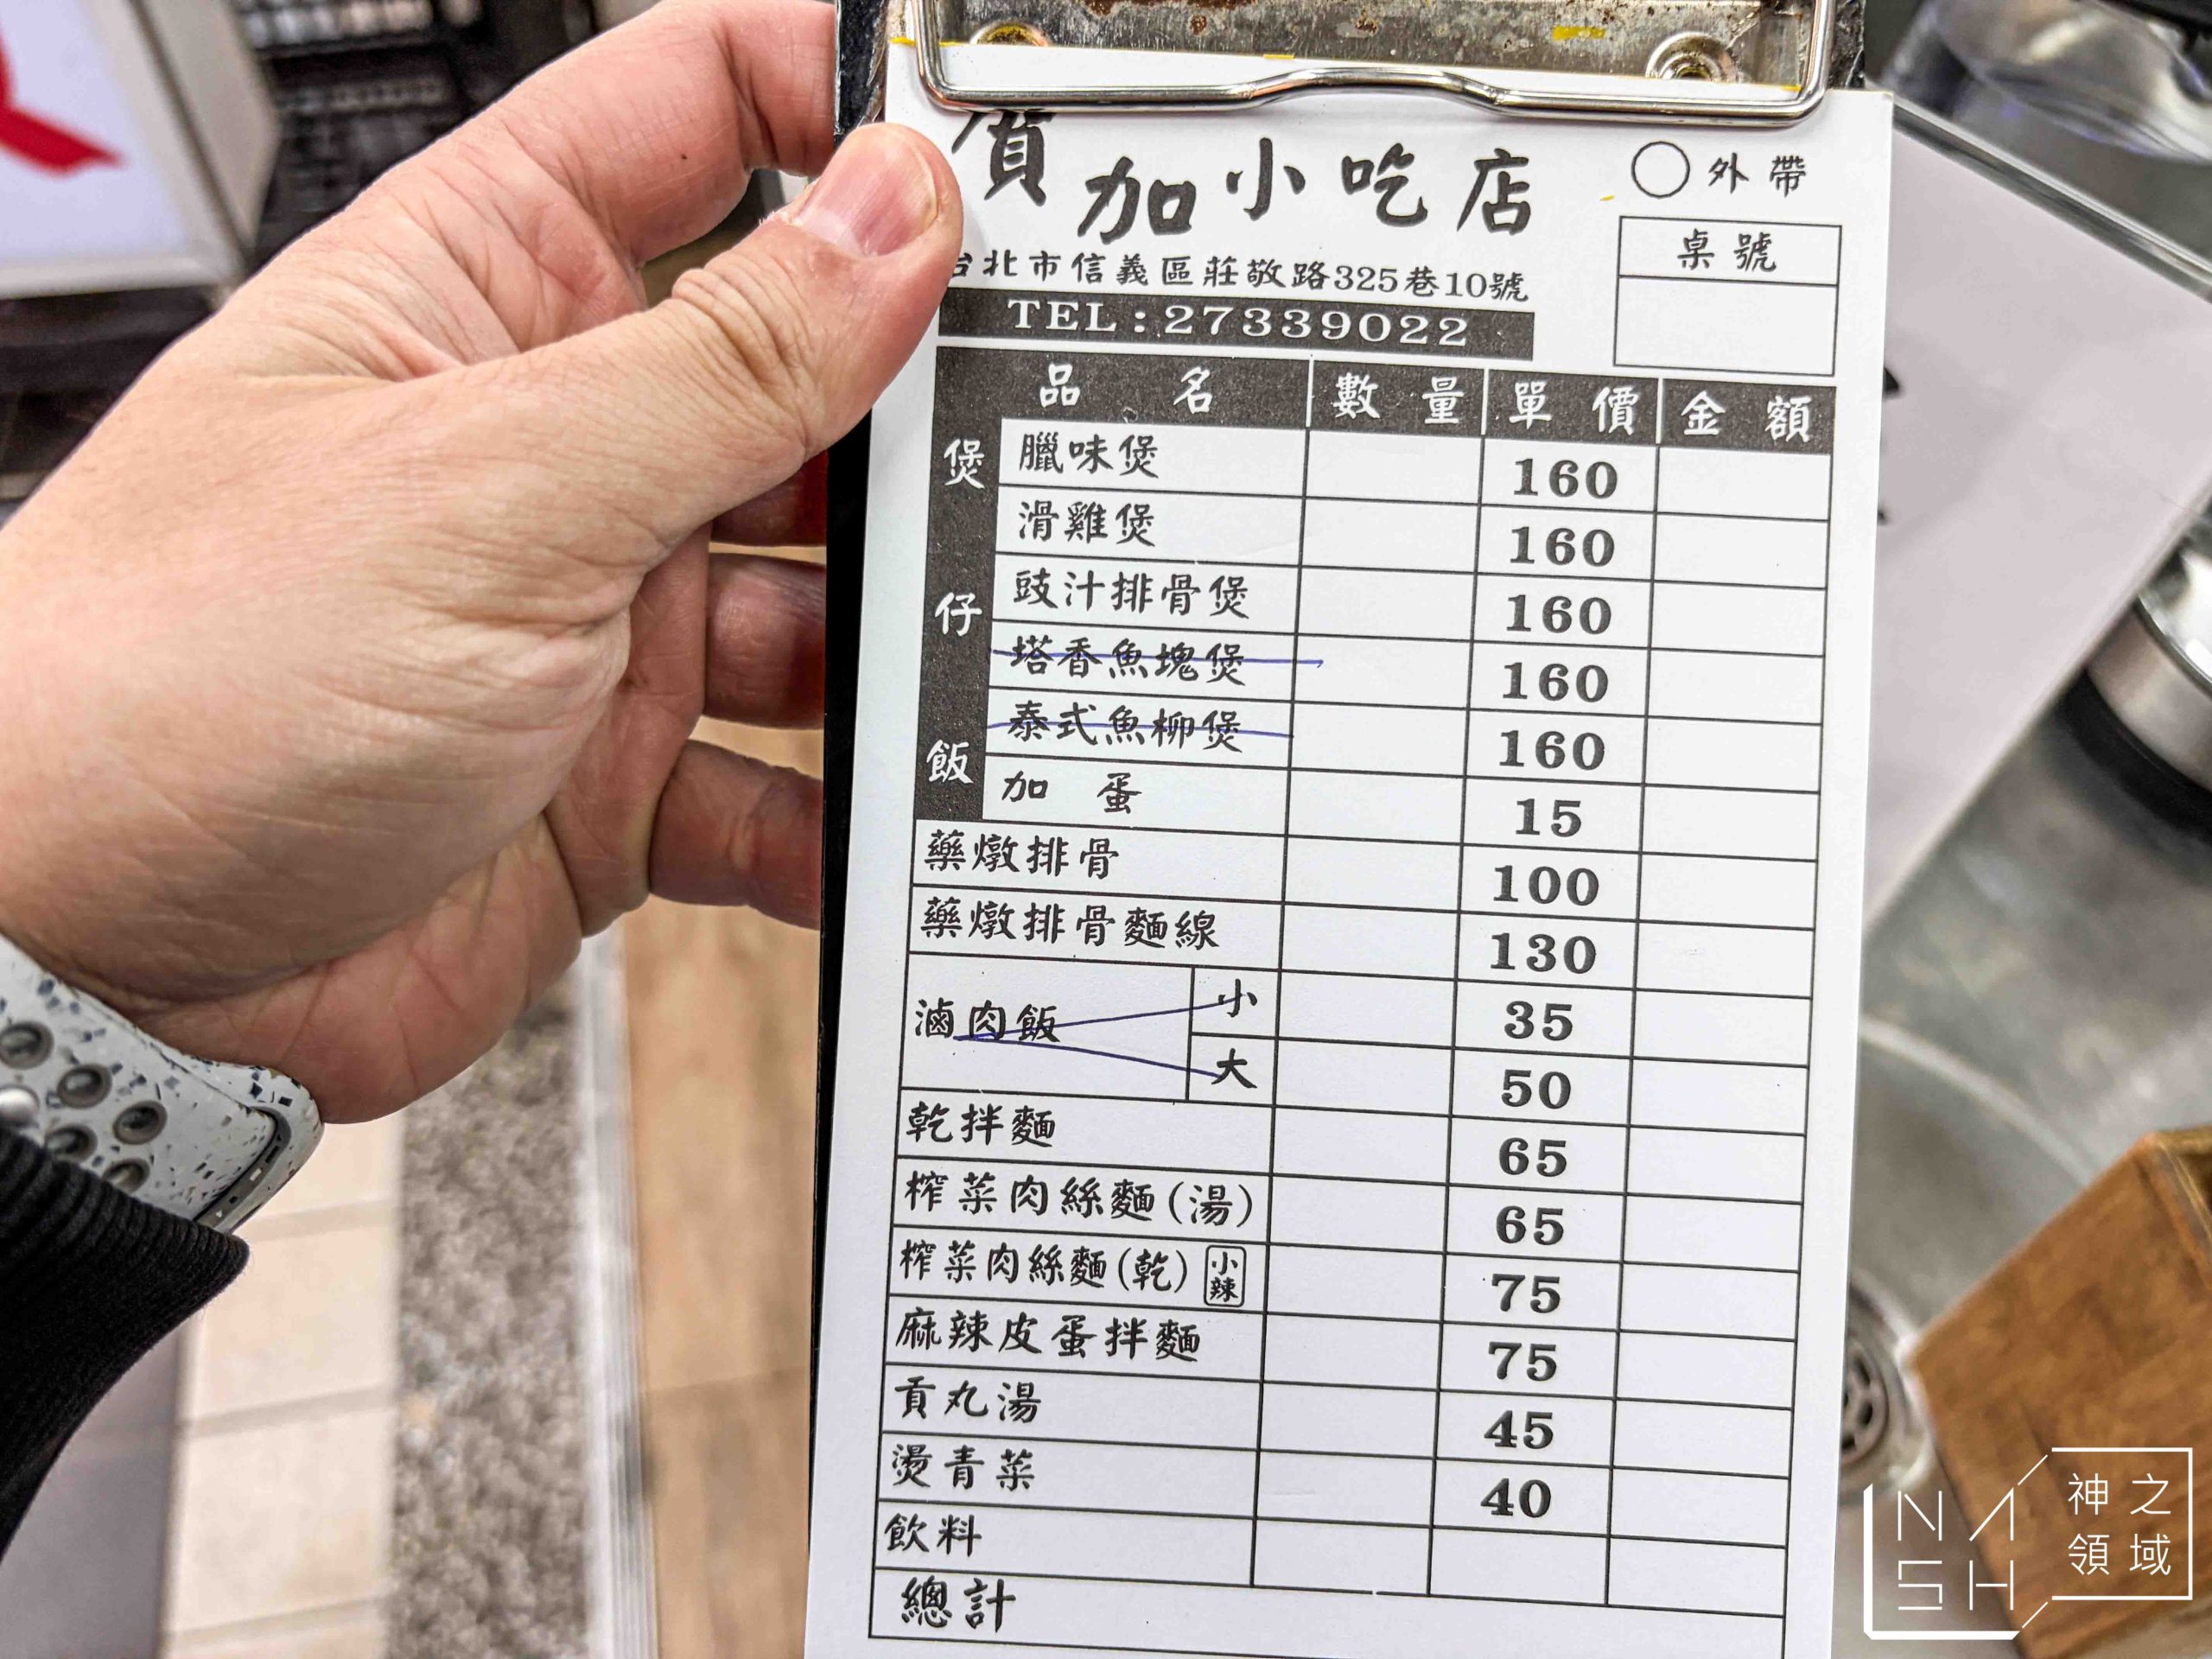 賀加小吃店
外帶
桌號
台北市信義區莊敬路325巷10號
TEL:27339022
品名 數量 單價 金額
煲仔飯
臘味煲 160
滑雞煲 160
豉汁排骨煲 160
塔香魚塊煲 160
泰式魚柳煲 160
加蛋 15
藥燉排骨 100
藥燉排骨麵線 130
滷肉飯 小 35
大 50
乾拌麵 65
榨菜肉絲麵(湯) 65
榨菜肉絲麵(乾) 小辣 75
麻辣皮蛋拌麵 75
貢丸湯 45
燙青菜 40
飲料
總計
NASH
神之領域